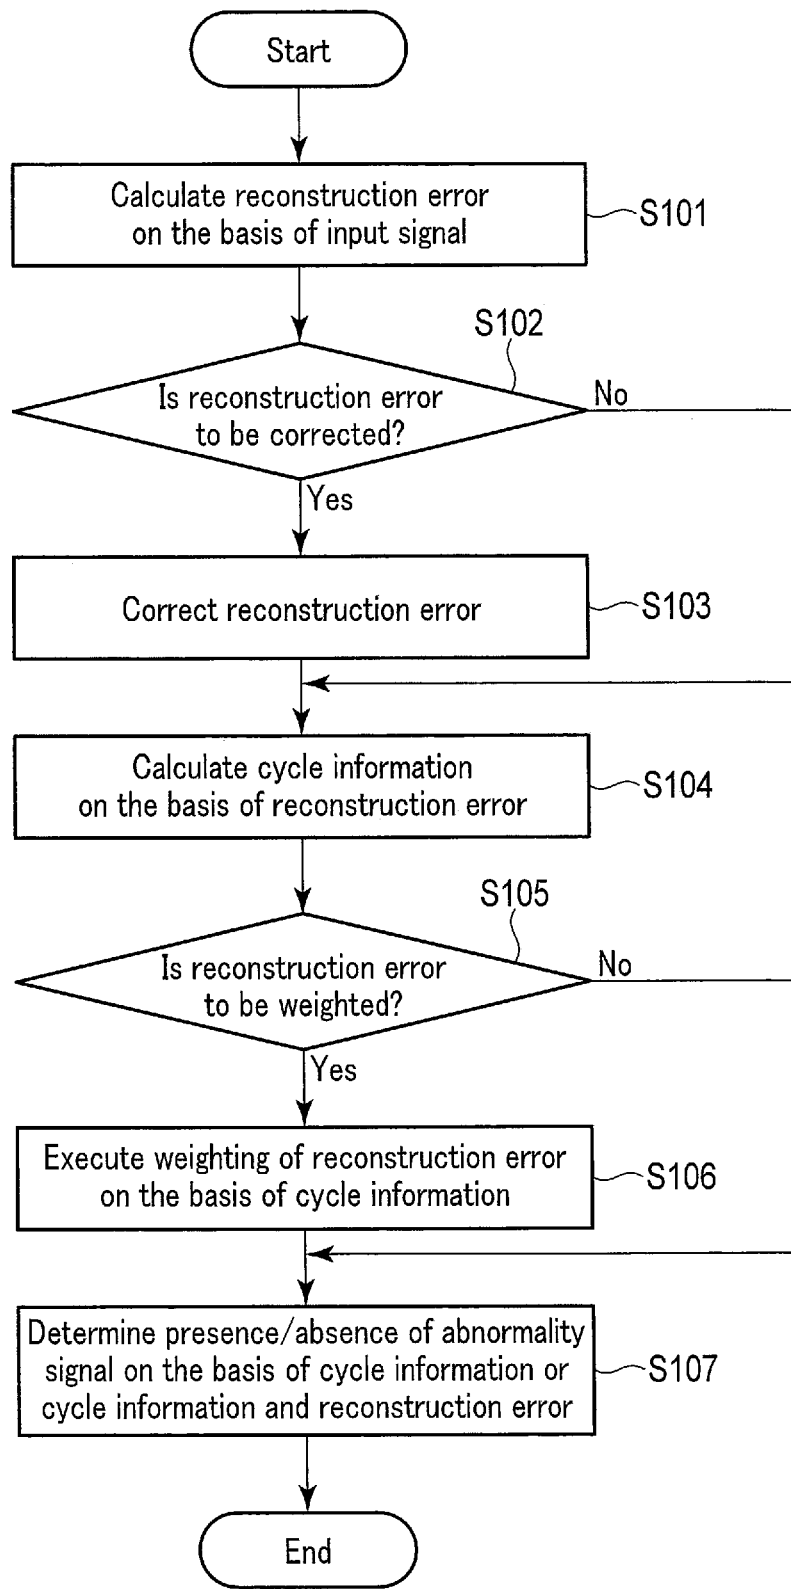 Start
Calculate reconstruction error
on the basis of input signal
S101
S102
Is reconstruction error
to be corrected?
No
Yes
Correct reconstruction error
S103
Calculate cycle information
on the basis of reconstruction error
S104
S105
Is reconstruction error
to be weighted?
No
Yes
Execute weighting of reconstruction error
on the basis of cycle information
S106
Determine presence/absence of abnormality
signal on the basis of cycle information or
cycle information and reconstruction error
S107
End